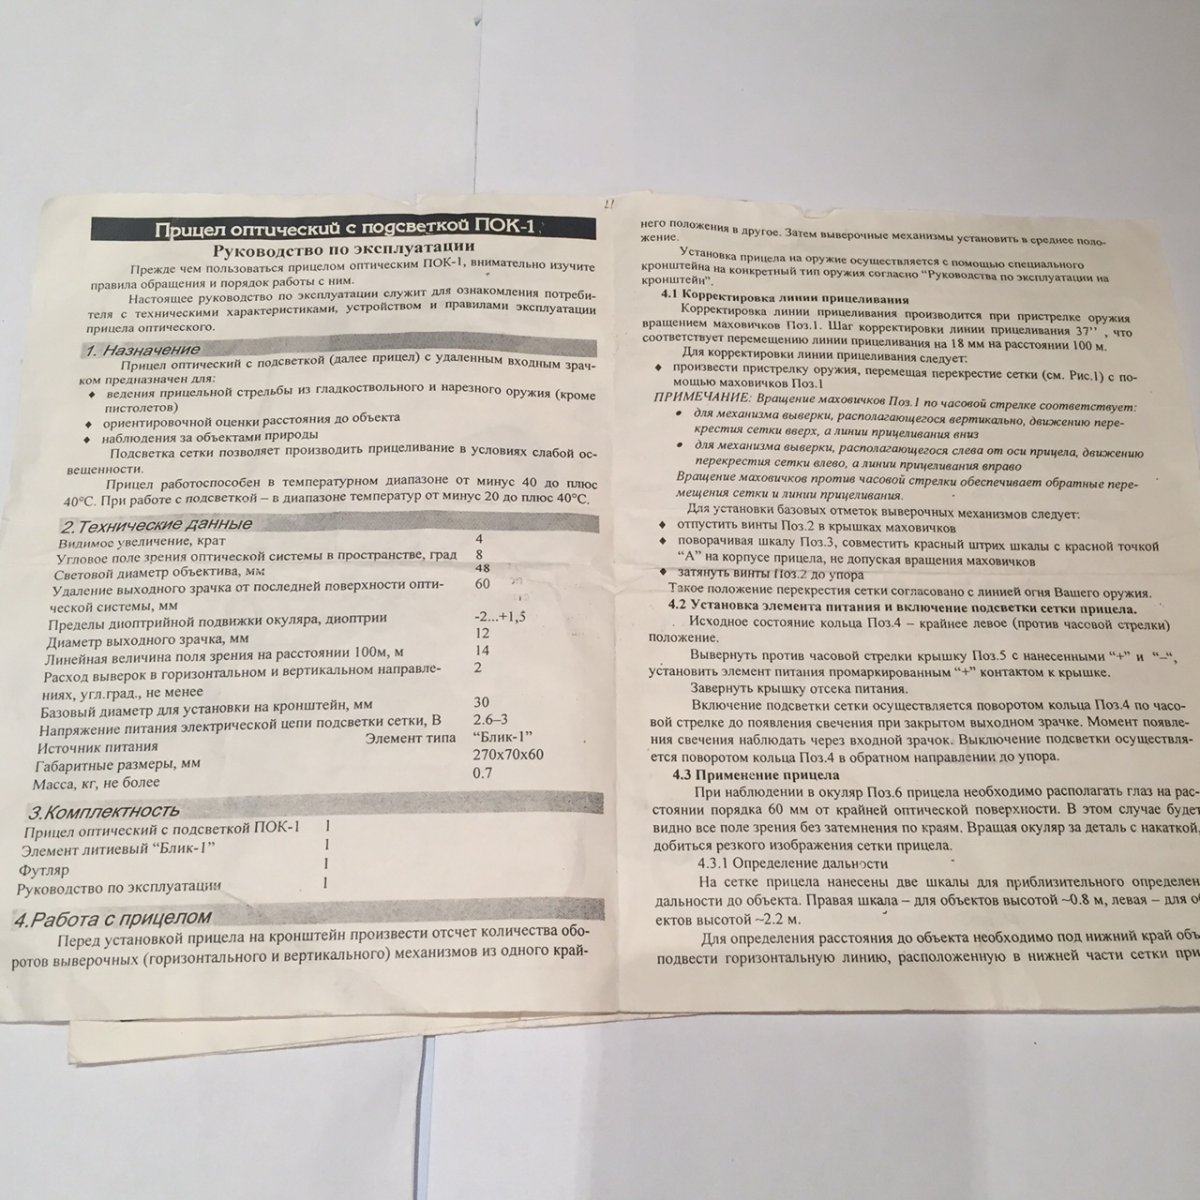 Прицел оптический с подсветкой ПОК-1
Руководство по эксплуатации
Прежде чем пользоваться прицелом оптическим ПОК-1, внимательно изучите
правила обращения и порядок работы с ним.
Настоящее руководство по эксплуатации служит для ознакомления потреби-
теля с техническими характеристиками, устройством и правилами эксплуатации
прицела оптического.
1. Назначение
Прицел оптический с подсветкой (далее прицел) с удаленным входным зрач-
ком предназначен для:
♦ ведения прицельной стрельбы из гладкоствольного и нарезного оружия (кроме
пистолетов)
♦ ориентировочной оценки расстояния до объекта
♦ наблюдения за объектами природы
Подсветка сетки позволяет производить прицеливание в условиях слабой ос-
вещенности.
Прицел работоспособен в температурном диапазоне от минус 40 до плюс
40°С. При работе с подсветкой – в диапазоне температур от минус 20 до плюс 40°С.
2. Технические данные
Видимое увеличение, крат 4
Угловое поле зрения оптической системы в пространстве, град 8
Световой диаметр объектива, мм 48
Удаление выходного зрачка от последней поверхности опти- 60
ческой системы, мм
Пределы диоптрийной подвижки окуляра, диоптрии -2...+1,5
Диаметр выходного зрачка, мм 12
Линейная величина поля зрения на расстоянии 100м, м 14
Расход выверок в горизонтальном и вертикальном направле- 2
ниях, угл.град., не менее
Базовый диаметр для установки на кронштейн, мм 30
Напряжение питания электрической цепи подсветки сетки, В 2.6–3
Источник питания Элемент типа “Блик-1”
Габаритные размеры, мм 270х70х60
Масса, кг, не более 0.7
3.Комплектность
Прицел оптический с подсветкой ПОК-1 1
Элемент литиевый “Блик-1” 1
Футляр 1
Руководство по эксплуатации 1
4.Работа с прицелом
Перед установкой прицела на кронштейн произвести отсчет количества обо-
ротов выверочных (горизонтального и вертикального) механизмов из одного край-
него положения в другое. Затем выверочные механизмы установить в среднее поло-
жение.
Установка прицела на оружие осуществляется с помощью специального
кронштейна на конкретный тип оружия согласно “Руководства по эксплуатации на
кронштейн”.
4.1 Корректировка линии прицеливания
Корректировка линии прицеливания производится при пристрелке оружия
вращением маховичков Поз.1. Шаг корректировки линии прицеливания 37’’ , что
соответствует перемещению линии прицеливания на 18 мм на расстоянии 100 м.
Для корректировки линии прицеливания следует:
♦ произвести пристрелку оружия, перемещая перекрестие сетки (см. Рис.1) с по-
мощью маховичков Поз.1
ПРИМЕЧАНИЕ: Вращение маховичков Поз.1 по часовой стрелке соответствует:
• для механизма выверки, располагающегося вертикально, движению пере-
крестия сетки вверх, а линии прицеливания вниз
• для механизма выверки, располагающегося слева от оси прицела, движению
перекрестия сетки влево, а линии прицеливания вправо
Вращение маховичков против часовой стрелки обеспечивает обратные пере-
мещения сетки и линии прицеливания.
Для установки базовых отметок выверочных механизмов следует:
♦ отпустить винты Поз.2 в крышках маховичков
♦ поворачивая шкалу Поз.3, совместить красный штрих шкалы с красной точкой
“А” на корпусе прицела, не допуская вращения маховичков
♦ затянуть винты Поз.2 до упора
Такое положение перекрестия сетки согласовано с линией огня Вашего оружия.
4.2 Установка элемента питания и включение подсветки сетки прицела.
Исходное состояние кольца Поз.4 – крайнее левое (против часовой стрелки)
положение.
Вывернуть против часовой стрелки крышку Поз.5 с нанесенными “+” и “–“,
установить элемент питания промаркированным “+” контактом к крышке.
Завернуть крышку отсека питания.
Включение подсветки сетки осуществляется поворотом кольца Поз.4 по часо-
вой стрелке до появления свечения при закрытом выходном зрачке. Момент появле-
ния свечения наблюдать через входной зрачок. Выключение подсветки осуществля-
ется поворотом кольца Поз.4 в обратном направлении до упора.
4.3 Применение прицела
При наблюдении в окуляр Поз.6 прицела необходимо располагать глаз на рас-
стоянии порядка 60 мм от крайней оптической поверхности. В этом случае будет
видно все поле зрения без затемнения по краям. Вращая окуляр за деталь с накаткой,
добиться резкого изображения сетки прицела.
4.3.1 Определение дальности
На сетке прицела нанесены две шкалы для приблизительного определен
дальности до объекта. Правая шкала – для объектов высотой ~0.8 м, левая – для об
ектов высотой ~2.2 м.
Для определения расстояния до объекта необходимо под нижний край объ
подвести горизонтальную линию, расположенную в нижней части сетки при